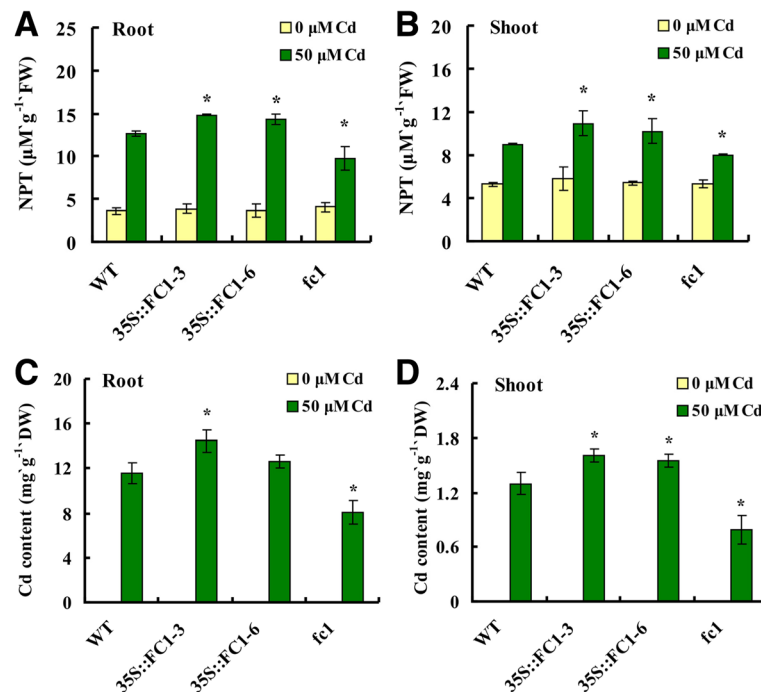 A
Root
0 μM Cd
50 μM Cd
NPT (μM`g⁻¹`FW)
25
20
15
10
5
0
WT
35S::FC1-3
35S::FC1-6
fc1
*
*
*
B
Shoot
0 μM Cd
50 μM Cd
NPT (μM`g⁻¹`FW)
20
16
12
8
4
0
WT
35S::FC1-3
35S::FC1-6
fc1
*
*
*
C
Root
0 μM Cd
50 μM Cd
Cd content (mg`g⁻¹`DW)
20
16
12
8
4
0
WT
35S::FC1-3
35S::FC1-6
fc1
*
*
D
Shoot
0 μM Cd
50 μM Cd
Cd content (mg`g⁻¹`DW)
2.4
1.8
1.2
0.6
0
WT
35S::FC1-3
35S::FC1-6
fc1
*
*
*